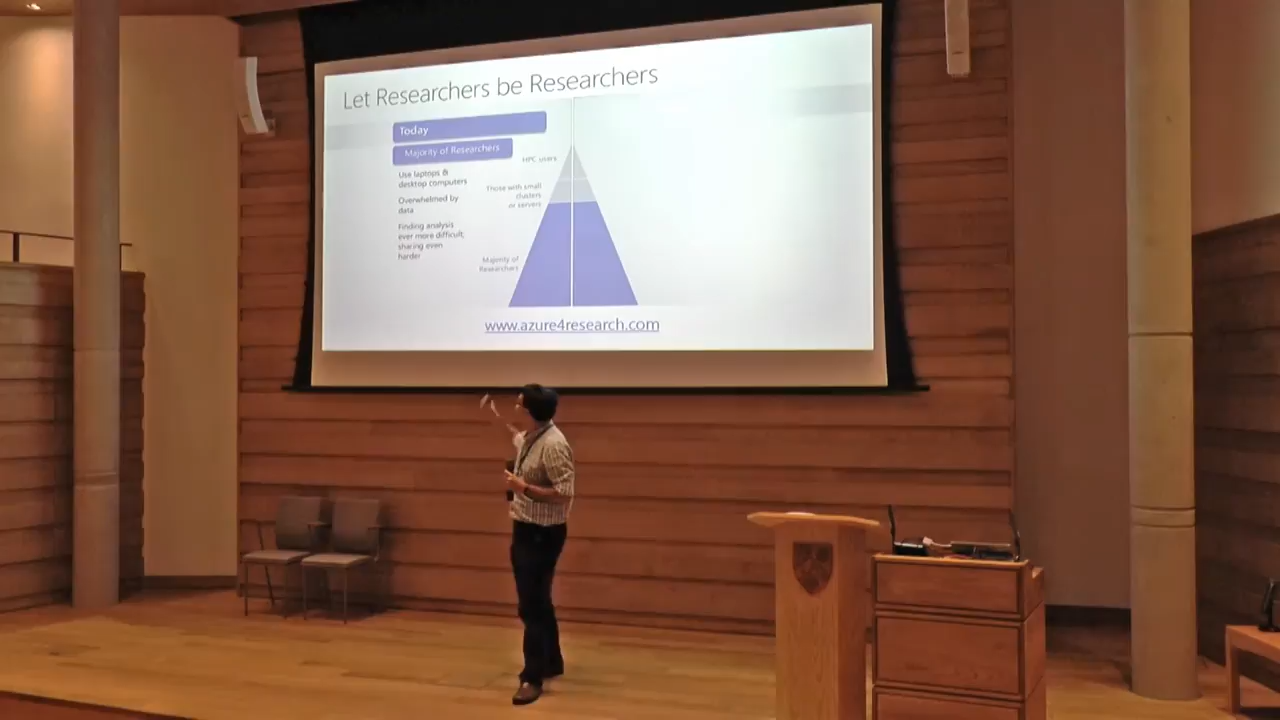 Let Researchers be Researchers
Today
Majority of Researchers
Use laptops &
desktop computers
Overwhelmed by
data
Finding analysis
ever more difficult,
sharing even
harder
HPC users
Those with small
clusters
or servers
Majority of
Researchers
www.azure4research.com